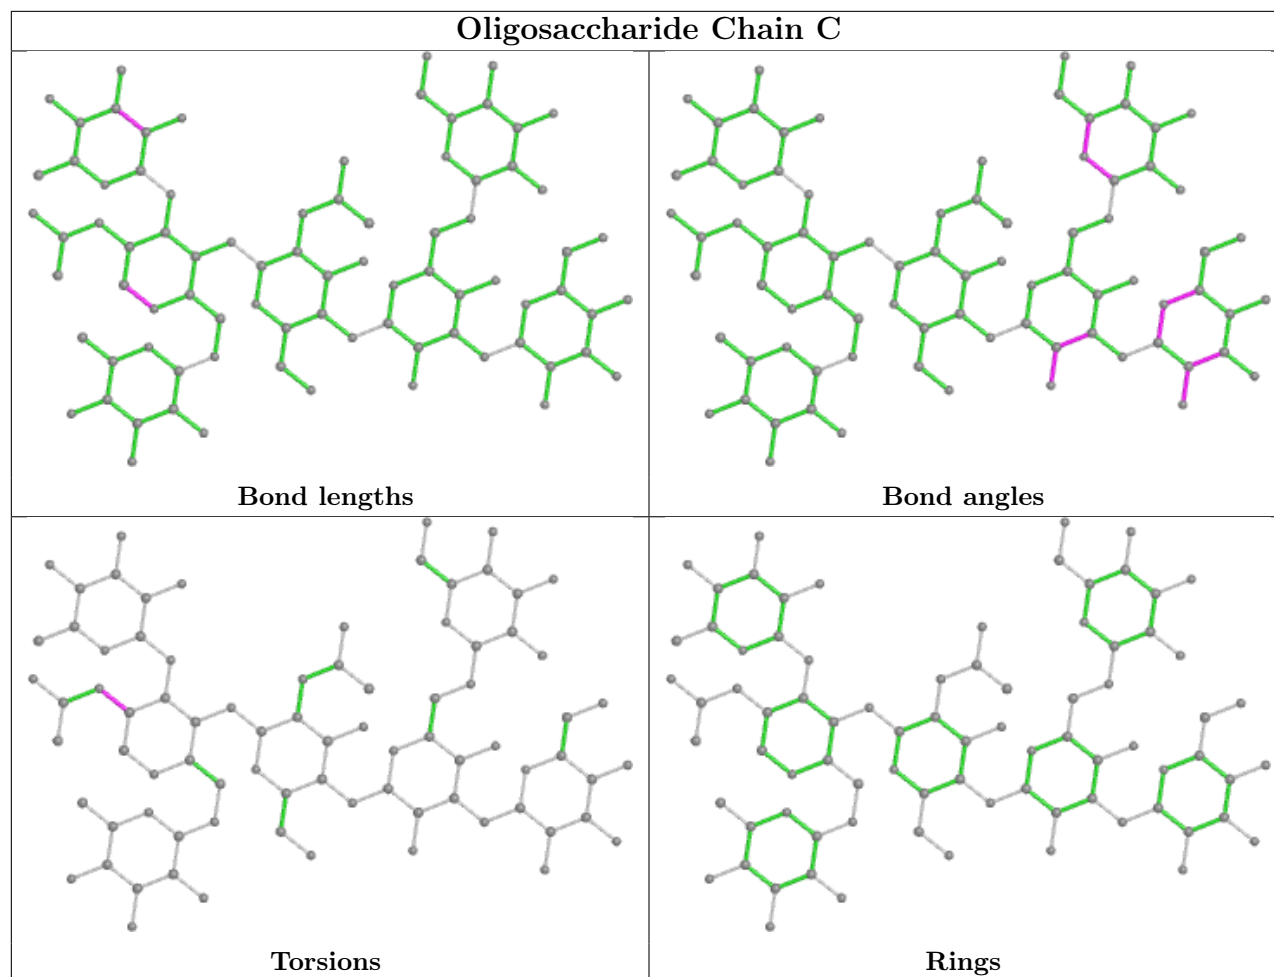 Oligosaccharide Chain C
Bond lengths
Bond angles
Torsions
Rings